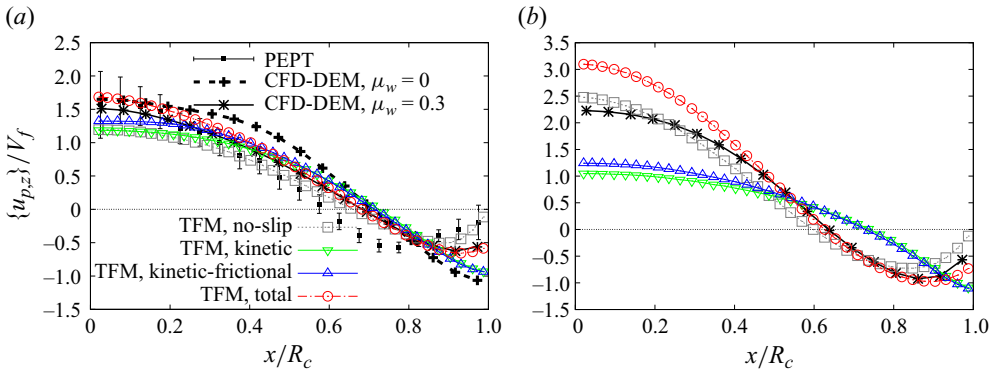 (a)
2.5
2.0
1.5
1.0
0.5
0
−0.5
−1.0
−1.5
{u_{p,z}}/V_f
PEPT
CFD-DEM, μ_w = 0
CFD-DEM, μ_w = 0.3
TFM, no-slip
TFM, kinetic
TFM, kinetic-frictional
TFM, total
0 0.2 0.4 0.6 0.8 1.0
x/R_c
(b)
3.5
3.0
2.5
2.0
1.5
1.0
0.5
0
−0.5
−1.0
−1.5
0 0.2 0.4 0.6 0.8 1.0
x/R_c